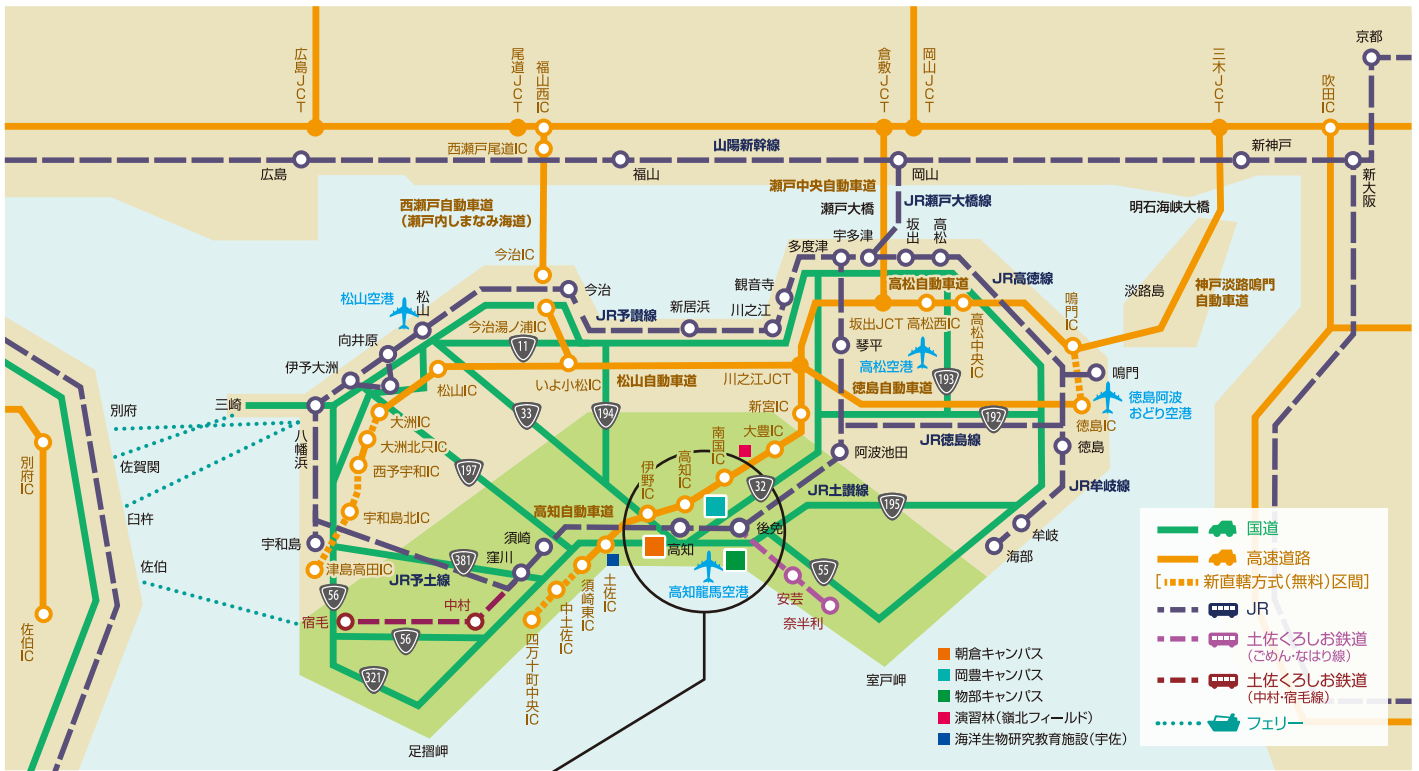 京都
広島JCT
尾道JCT
福山西IC
倉敷JCT
岡山JCT
三木JCT
吹田IC
西瀬戸尾道IC
山陽新幹線
広島
福山
岡山
新神戸
新大阪
西瀬戸自動車道
(瀬戸内しまなみ海道)
瀬戸中央自動車道
瀬戸大橋
JR瀬戸大橋線
明石海峡大橋
今治IC
多度津
宇多津
坂出
高松
JR高徳線
神戸淡路鳴門
自動車道
淡路島
松山空港
松山
今治
観音寺
川之江
新居浜
高松自動車道
鳴門IC
向井原
今治湯ノ浦IC
JR予讃線
坂出JCT
高松西IC
高松中央IC
琴平
高松空港
11
伊予大洲
松山IC
いよ小松IC
松山自動車道
川之江JCT
徳島自動車道
193
鳴門
徳島阿波
おどり空港
三崎
別府
大洲IC
33
194
新宮IC
192
徳島IC
八幡浜
大洲北只IC
佐賀関
西予宇和IC
197
南国IC
大豊IC
JR徳島線
阿波池田
徳島
別府IC
高知IC
伊野IC
32
JR土讃線
JR牟岐線
臼杵
宇和島北IC
高知自動車道
195
宇和島
須崎
窪川
高知
後免
牟岐
海部
佐伯
津島高田IC
JR予土線
381
土佐IC
高知龍馬空港
55
安芸
奈半利
56
宿毛
中村
須崎東IC
中土佐IC
四万十町中央IC
佐伯IC
56
321
室戸岬
足摺岬
朝倉キャンパス
岡豊キャンパス
物部キャンパス
演習林(嶺北フィールド)
海洋生物研究教育施設(宇佐)
国道
高速道路
[新直轄方式(無料)区間]
JR
土佐くろしお鉄道
(ごめん・なはり線)
土佐くろしお鉄道
(中村・宿毛線)
フェリー